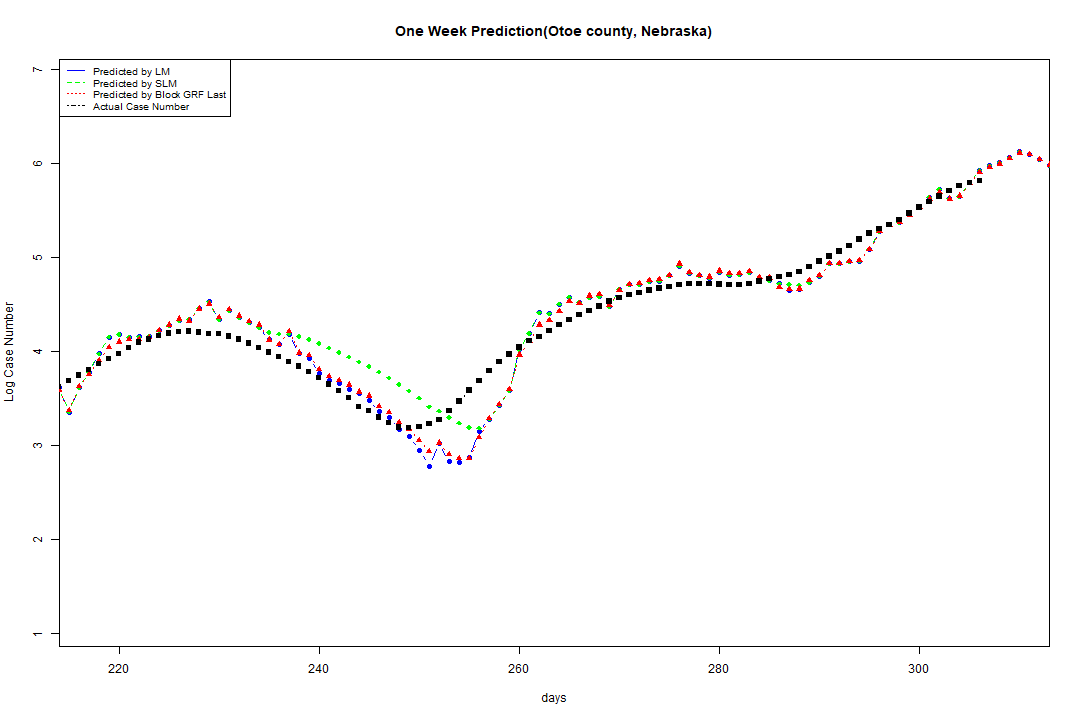 One Week Prediction(Otoe county, Nebraska)
Predicted by LM
Predicted by SLM
Predicted by Block GRF Last
Actual Case Number
7
6
5
4
3
2
1
Log Case Number
220 240 260 280 300
days